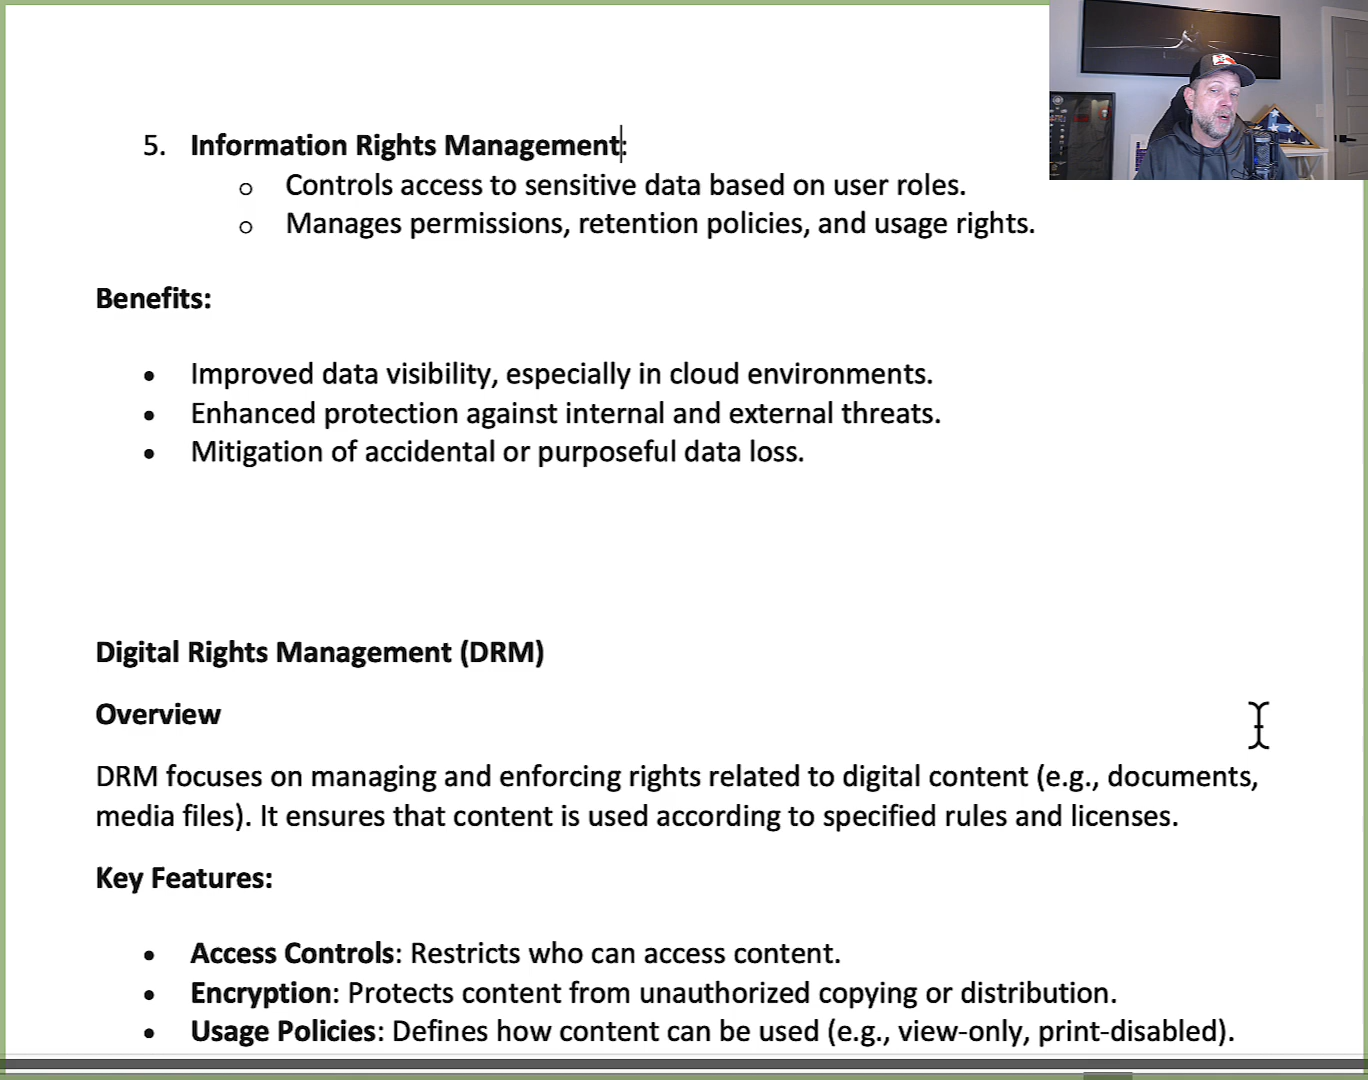 5. Information Rights Management:
o Controls access to sensitive data based on user roles.
o Manages permissions, retention policies, and usage rights.
Benefits:
• Improved data visibility, especially in cloud environments.
• Enhanced protection against internal and external threats.
• Mitigation of accidental or purposeful data loss.
Digital Rights Management (DRM)
Overview
DRM focuses on managing and enforcing rights related to digital content (e.g., documents,
media files). It ensures that content is used according to specified rules and licenses.
Key Features:
• Access Controls: Restricts who can access content.
• Encryption: Protects content from unauthorized copying or distribution.
• Usage Policies: Defines how content can be used (e.g., view-only, print-disabled).